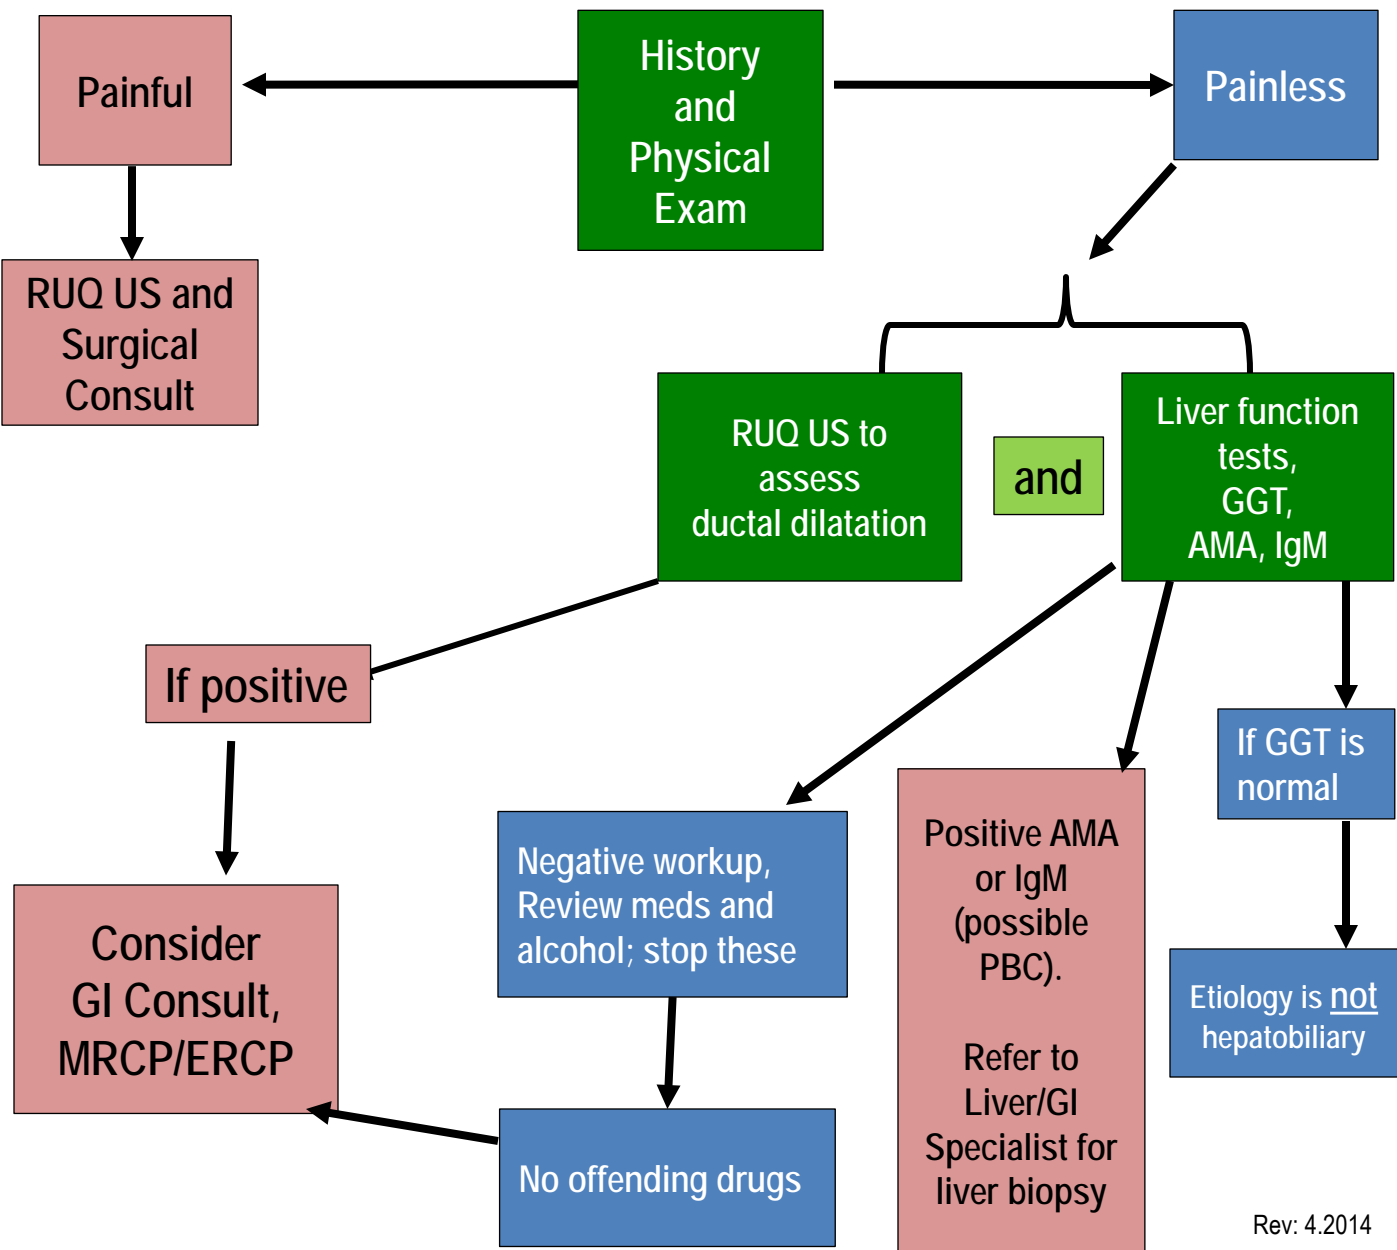 Painful
History
and
Physical
Exam
Painless
RUQ US and
Surgical
Consult
RUQ US to
assess
ductal dilatation
and
Liver function
tests,
GGT,
AMA, IgM
If positive
If GGT is
normal
Negative workup,
Review meds and
alcohol; stop these
Positive AMA
or IgM
(possible
PBC).
Refer to
Liver/GI
Specialist for
liver biopsy
Consider
GI Consult,
MRCP/ERCP
Etiology is not
hepatobiliary
No offending drugs
Rev: 4.2014